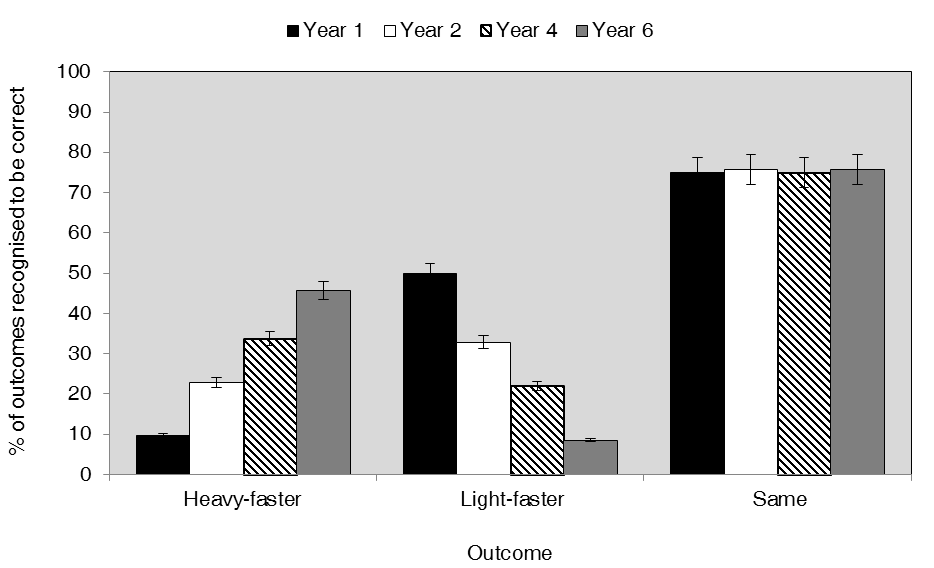 Year 1 Year 2 Year 4 Year 6
% of outcomes recognised to be correct
100
90
80
70
60
50
40
30
20
10
0
Heavy-faster Light-faster Same
Outcome